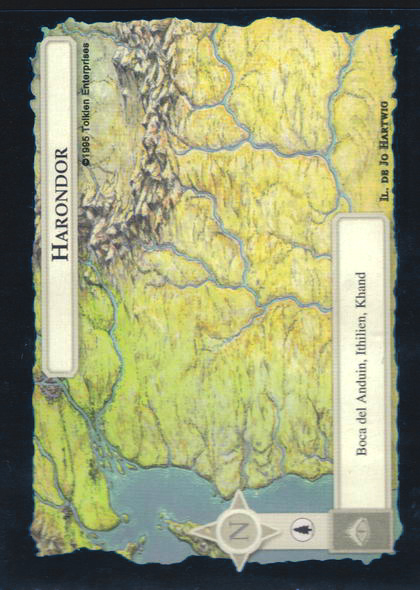 HARONDOR
©1995 Tolkien Enterprises
IL. DE JO HARTWIG
N
Boca del Anduin, Ithilien, Khand